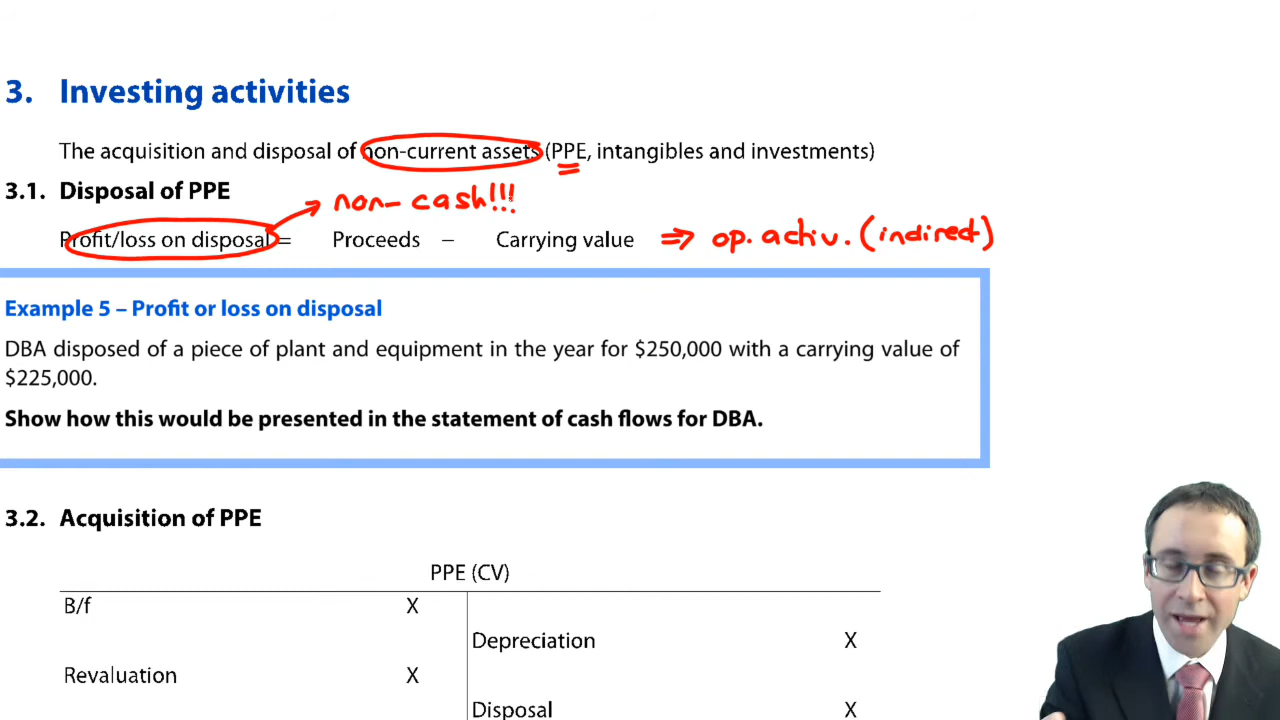 3. Investing activities
The acquisition and disposal of non-current assets (PPE, intangibles and investments)
3.1. Disposal of PPE
non-cash!!!
Profit/loss on disposal = Proceeds – Carrying value ⇒ op. activ. (indirect)
Example 5 – Profit or loss on disposal
DBA disposed of a piece of plant and equipment in the year for $250,000 with a carrying value of
$225,000.
Show how this would be presented in the statement of cash flows for DBA.
3.2. Acquisition of PPE
PPE (CV)
B/f X
Depreciation X
Revaluation X
Disposal X